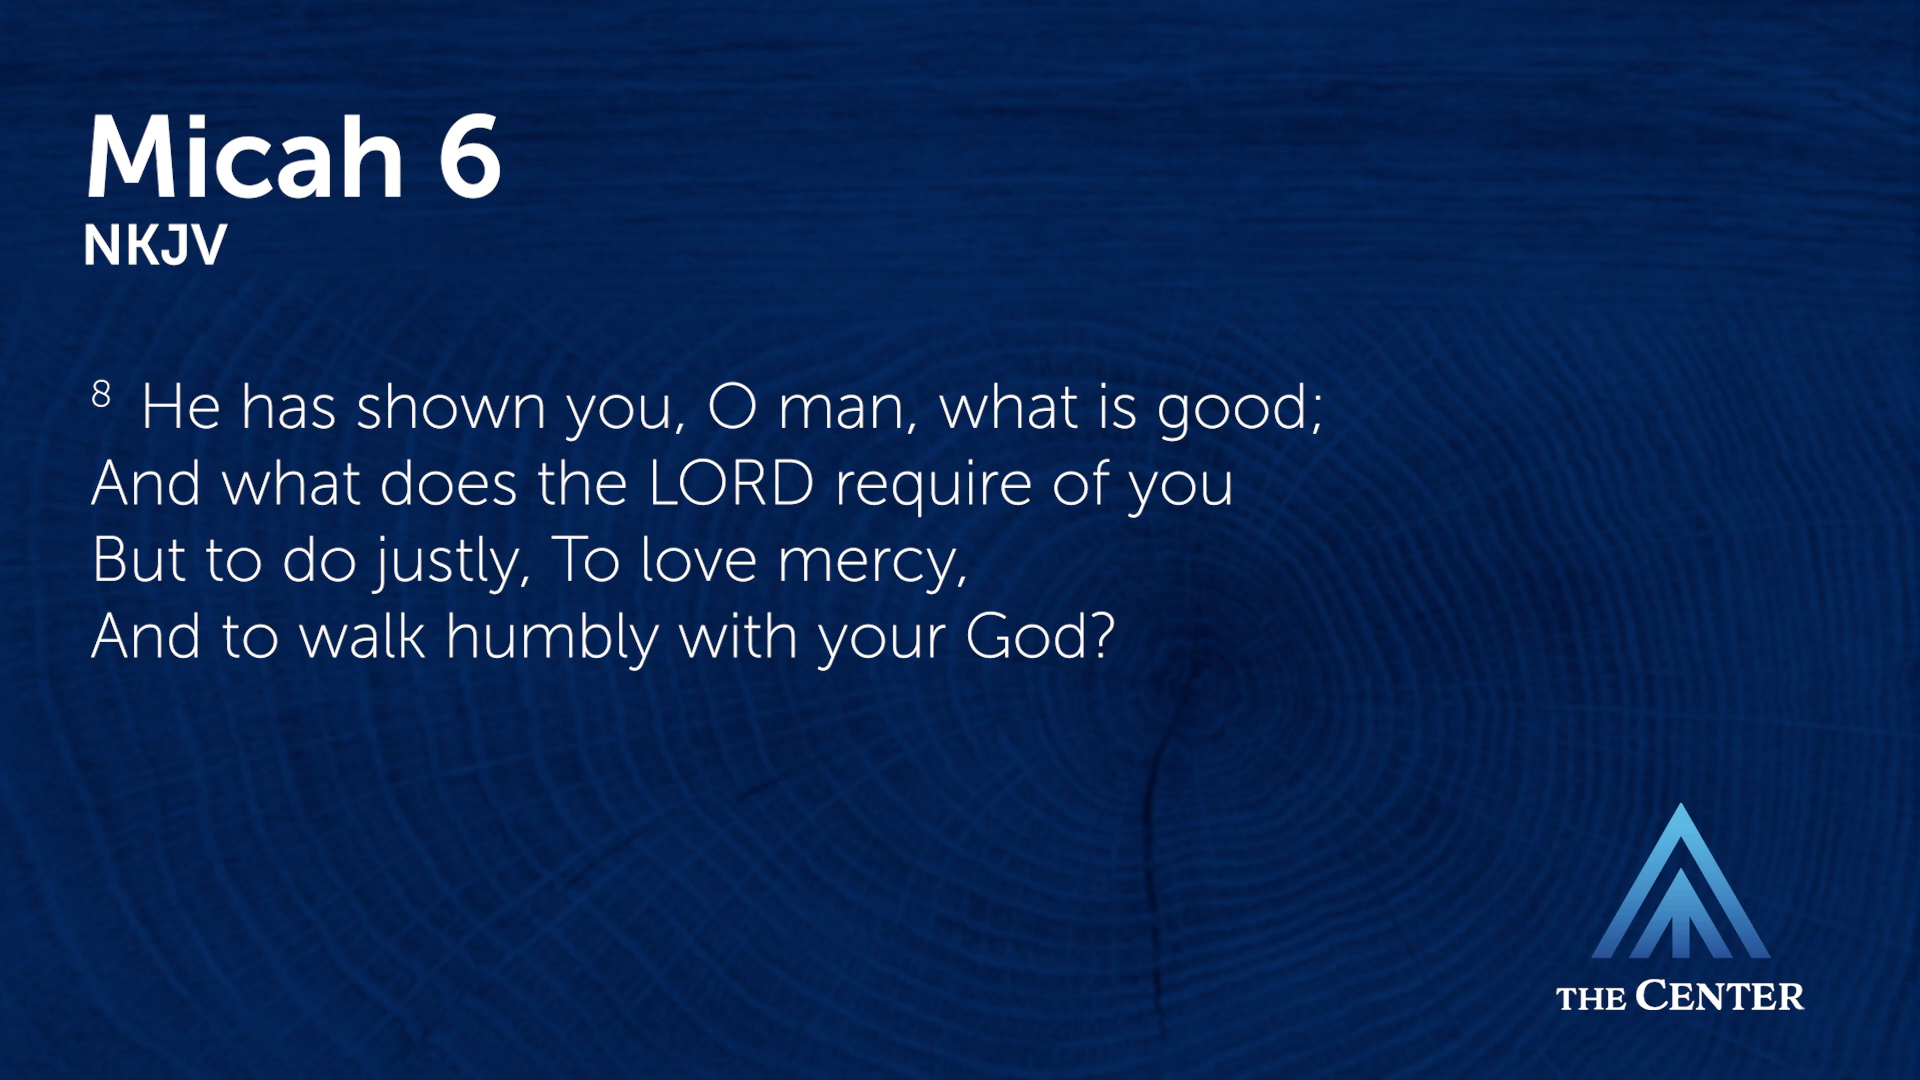 Micah 6
NKJV
8 He has shown you, O man, what is good;
And what does the LORD require of you
But to do justly, To love mercy,
And to walk humbly with your God?
THE CENTER